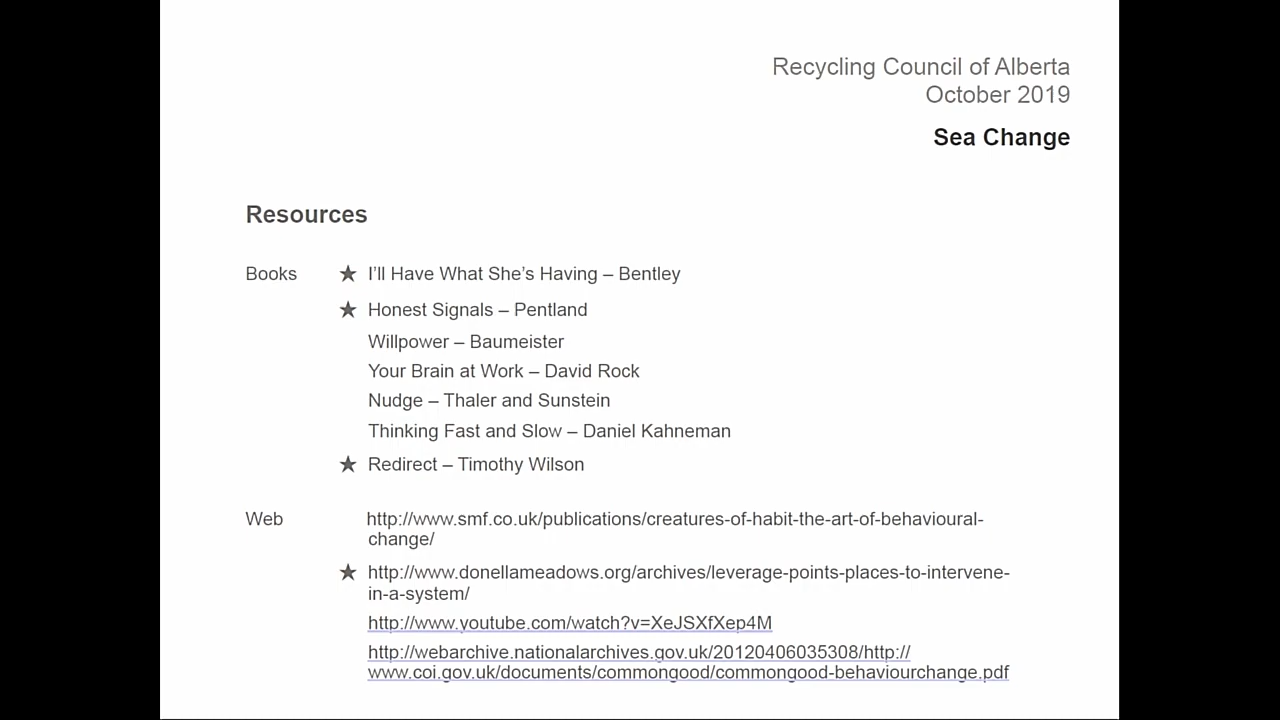 Recycling Council of Alberta
October 2019
Sea Change
Resources
Books
★ I'll Have What She's Having – Bentley
★ Honest Signals – Pentland
Willpower – Baumeister
Your Brain at Work – David Rock
Nudge – Thaler and Sunstein
Thinking Fast and Slow – Daniel Kahneman
★ Redirect – Timothy Wilson
Web
http://www.smf.co.uk/publications/creatures-of-habit-the-art-of-behavioural-
change/
★ http://www.donellameadows.org/archives/leverage-points-places-to-intervene-
in-a-system/
http://www.youtube.com/watch?v=XeJSXfXep4M
http://webarchive.nationalarchives.gov.uk/20120406035308/http://
www.coi.gov.uk/documents/commongood/commongood-behaviourchange.pdf